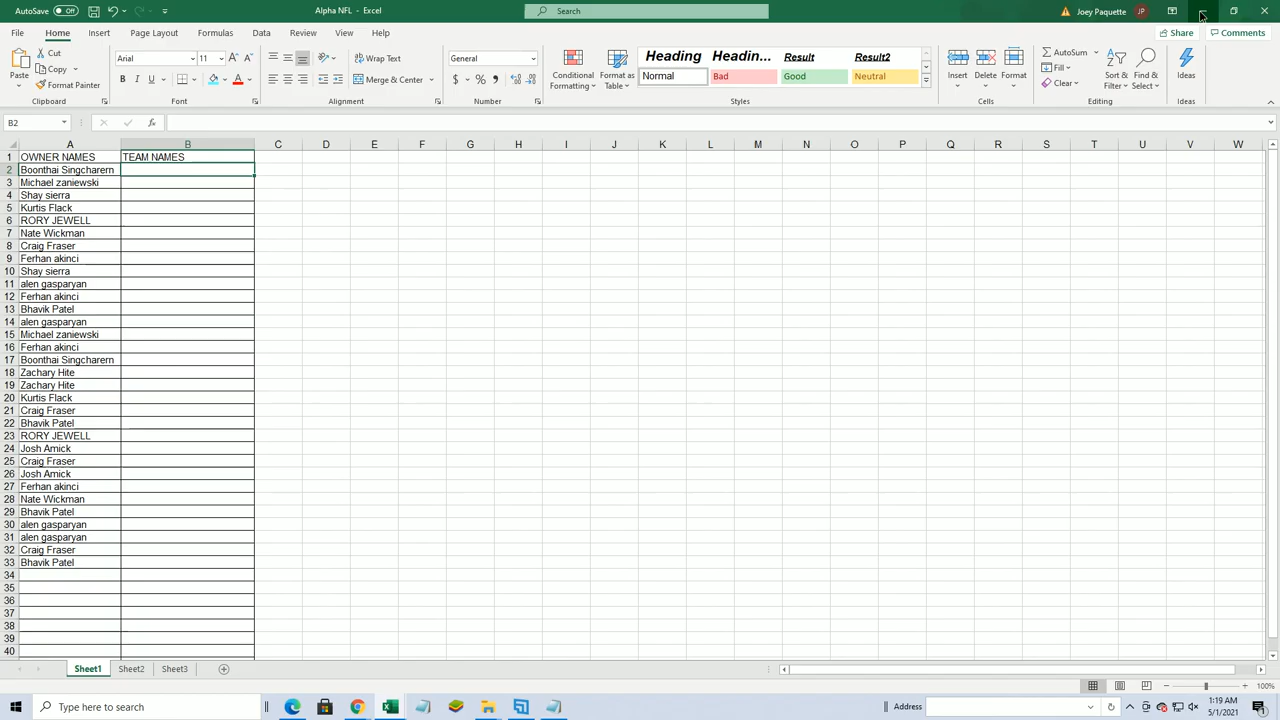 AutoSave Off Alpha NFL - Excel Search Joey Paquette JP
File Home Insert Page Layout Formulas Data Review View Help Share Comments
Paste Cut Copy Format Painter Clipboard
Arial 11 A A B I U A Font
Wrap Text Merge & Center Alignment
General $ % , Number
Conditional Formatting Format as Table
Heading Headin... Result Result2
Normal Bad Good Neutral
Styles
Insert Delete Format Cells
AutoSum Fill Clear Sort & Filter Find & Select Editing
Ideas Ideas
B2 fx
A B C D E F G H I J K L M N O P Q R S T U V W
1 OWNER NAMES TEAM NAMES
2 Boonthai Singcharern
3 Michael zaniewski
4 Shay sierra
5 Kurtis Flack
6 RORY JEWELL
7 Nate Wickman
8 Craig Fraser
9 Ferhan akinci
10 Shay sierra
11 alen gasparyan
12 Ferhan akinci
13 Bhavik Patel
14 alen gasparyan
15 Michael zaniewski
16 Ferhan akinci
17 Boonthai Singcharern
18 Zachary Hite
19 Zachary Hite
20 Kurtis Flack
21 Craig Fraser
22 Bhavik Patel
23 RORY JEWELL
24 Josh Amick
25 Craig Fraser
26 Josh Amick
27 Ferhan akinci
28 Nate Wickman
29 Bhavik Patel
30 alen gasparyan
31 alen gasparyan
32 Craig Fraser
33 Bhavik Patel
34
35
36
37
38
39
40
Sheet1 Sheet2 Sheet3
100%
Type here to search Address 1:19 AM
5/1/2021